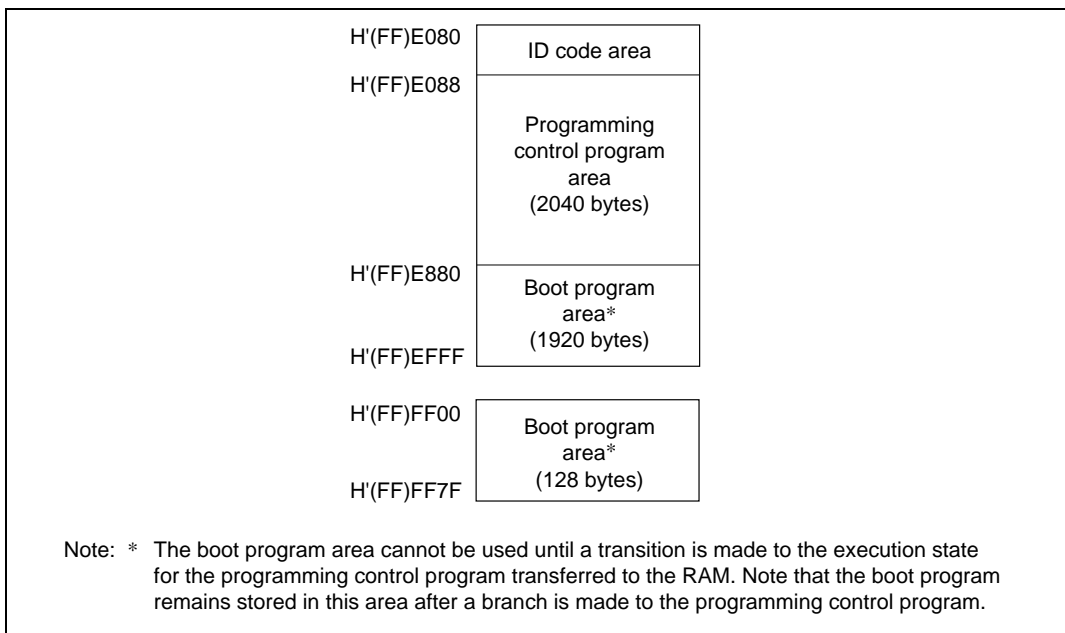 H'(FF)E080
ID code area
H'(FF)E088
Programming
control program
area
(2040 bytes)
H'(FF)E880
Boot program
area*
(1920 bytes)
H'(FF)EFFF
H'(FF)FF00
Boot program
area*
(128 bytes)
H'(FF)FF7F
Note: * The boot program area cannot be used until a transition is made to the execution state
for the programming control program transferred to the RAM. Note that the boot program
remains stored in this area after a branch is made to the programming control program.